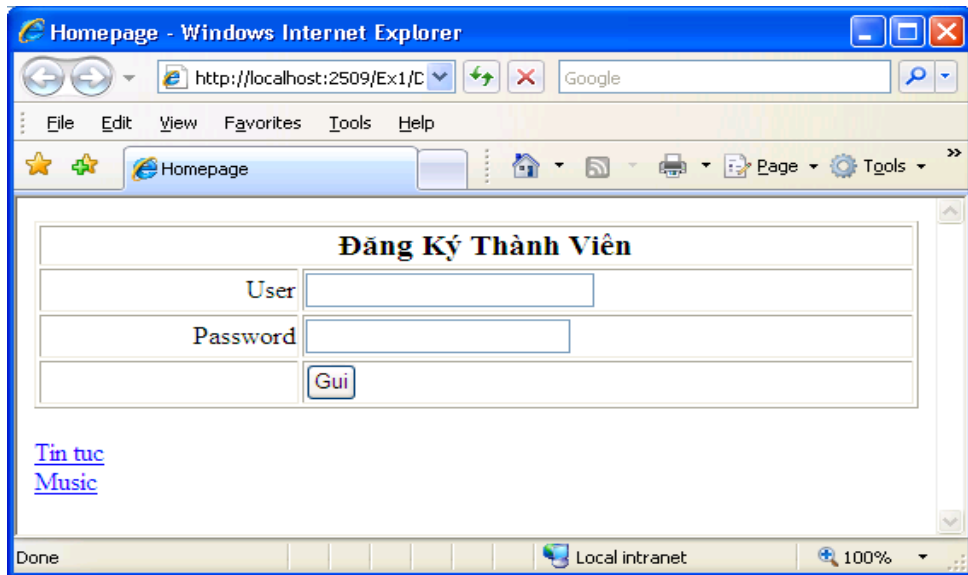 Homepage - Windows Internet Explorer
http://localhost:2509/Ex1/D
Google
File Edit View Favorites Tools Help
Homepage
Page Tools »
Đăng Ký Thành Viên
User
Password
Gui
Tin tuc
Music
Done Local intranet 100%